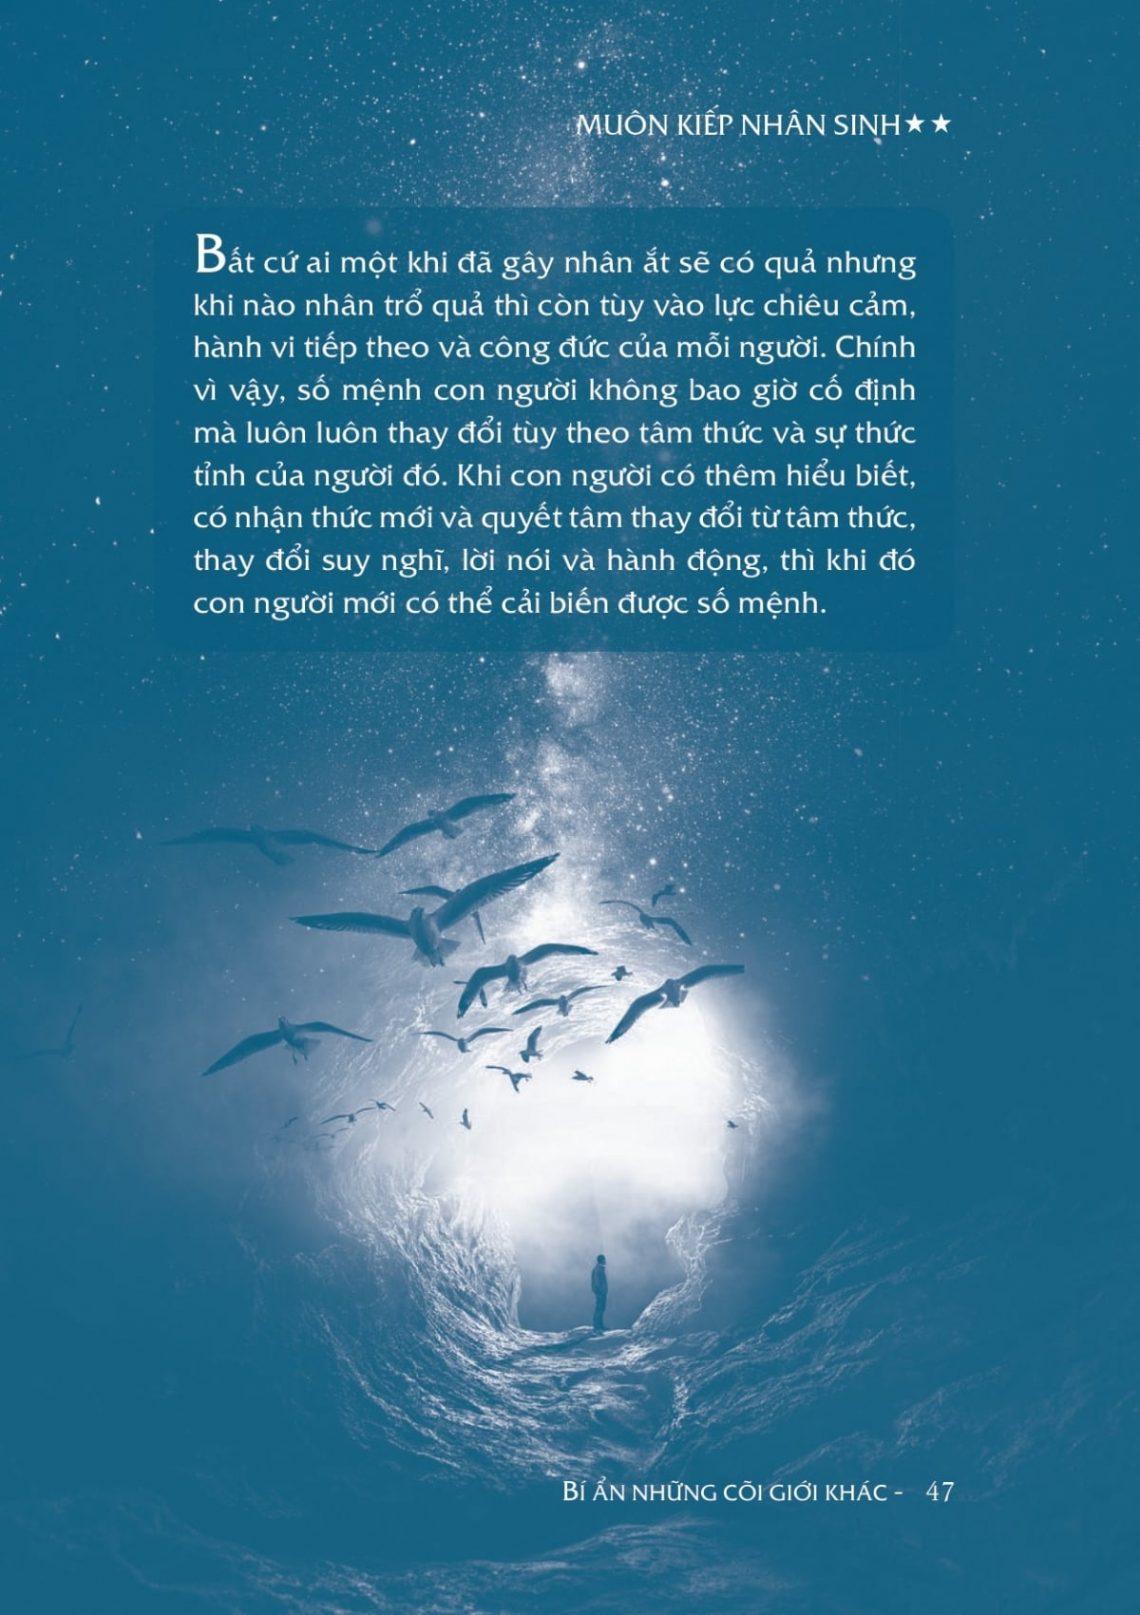 MUÔN KIẾP NHÂN SINH★★
Bất cứ ai một khi đã gây nhân ắt sẽ có quả nhưng
khi nào nhân trổ quả thì còn tùy vào lực chiêu cảm,
hành vi tiếp theo và công đức của mỗi người. Chính
vì vậy, số mệnh con người không bao giờ cố định
mà luôn luôn thay đổi tùy theo tâm thức và sự thức
tỉnh của người đó. Khi con người có thêm hiểu biết,
có nhận thức mới và quyết tâm thay đổi từ tâm thức,
thay đổi suy nghĩ, lời nói và hành động, thì khi đó
con người mới có thể cải biến được số mệnh.
BÍ ẨN NHỮNG CÕI GIỚI KHÁC - 47